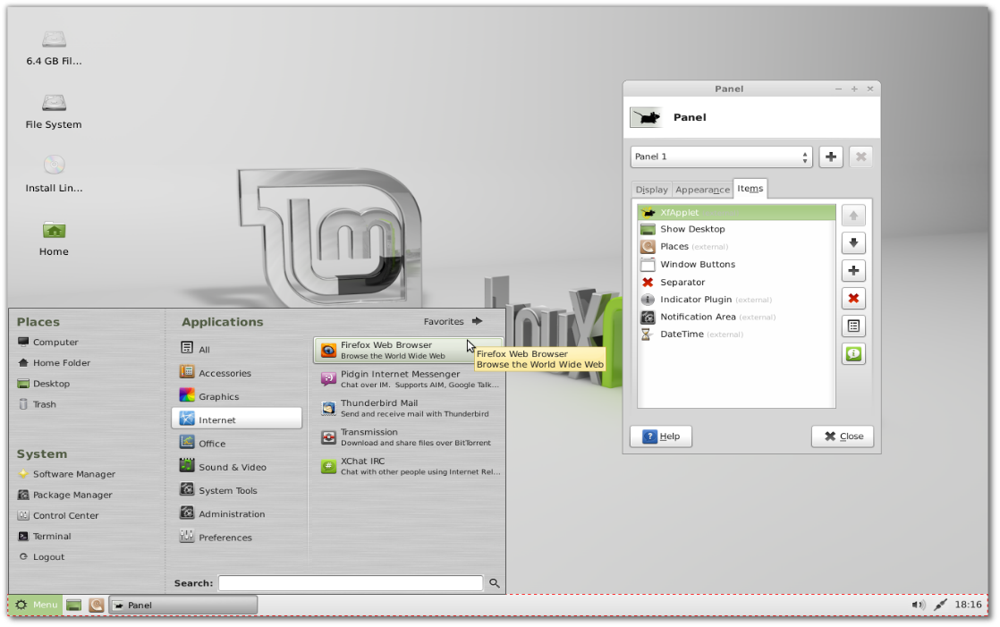 6.4 GB Fil...
File System
Install Lin...
Home
Panel
Panel
Panel 1
Display
Appearance
Items
XfApplet
Show Desktop
Places (external)
Window Buttons
Separator
Indicator Plugin (external)
Notification Area (external)
DateTime (external)
Help
Close
Places
Computer
Home Folder
Desktop
Trash
System
Software Manager
Package Manager
Control Center
Terminal
Logout
Applications
Favorites
All
Accessories
Graphics
Internet
Office
Sound & Video
System Tools
Administration
Preferences
Firefox Web Browser
Browse the World Wide Web
Pidgin Internet Messenger
Chat over IM. Supports AIM, Google Talk...
Thunderbird Mail
Send and receive mail with Thunderbird
Transmission
Download and share files over BitTorrent
XChat IRC
Chat with other people using Internet Rel...
Firefox Web Browser
Browse the World Wide Web
Search:
Menu
Panel
18:16